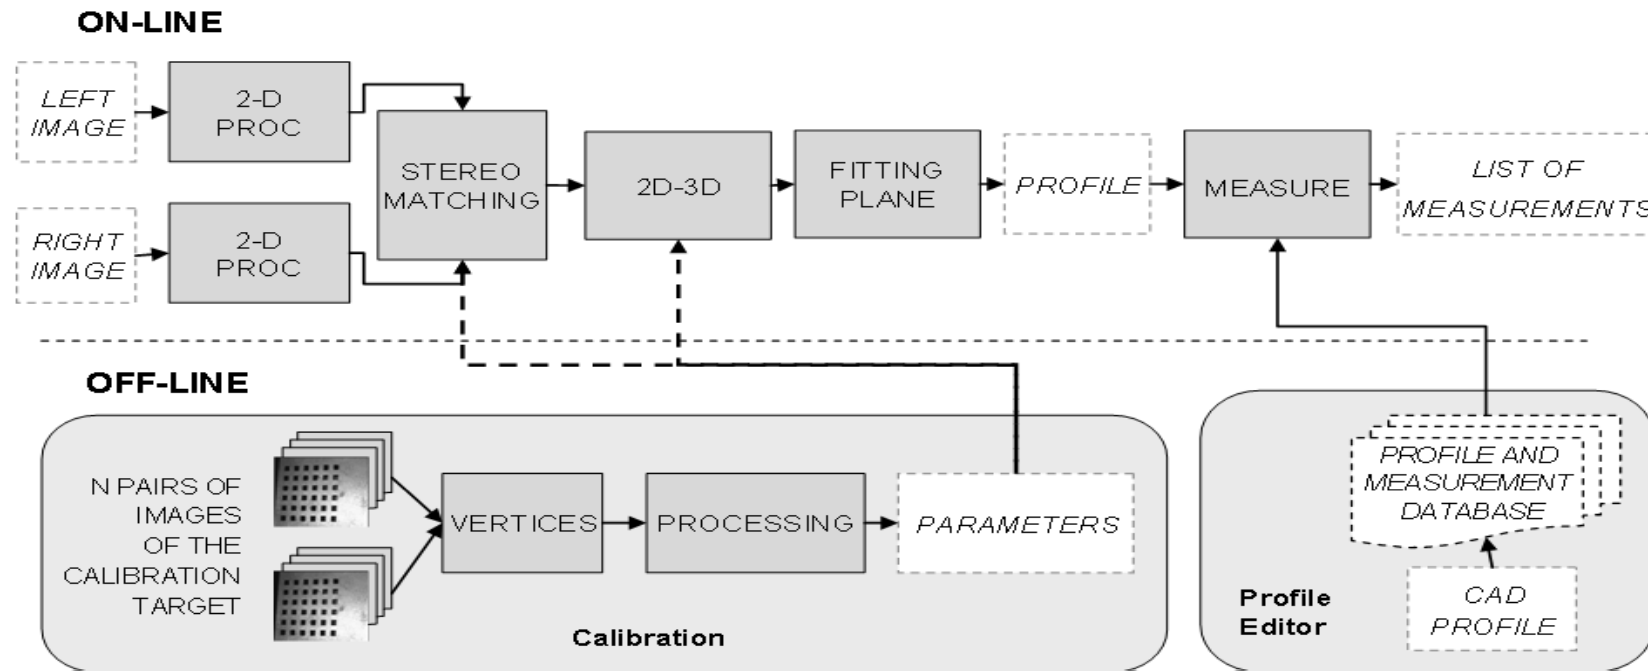 ON-LINE
LEFT
IMAGE
2-D
PROC
RIGHT
IMAGE
2-D
PROC
STEREO
MATCHING
2D-3D
FITTING
PLANE
PROFILE
MEASURE
LIST OF
MEASUREMENTS
OFF-LINE
N PAIRS OF
IMAGES
OF THE
CALIBRATION
TARGET
VERTICES
PROCESSING
PARAMETERS
Calibration
PROFILE AND
MEASUREMENT
DATABASE
CAD
PROFILE
Profile
Editor